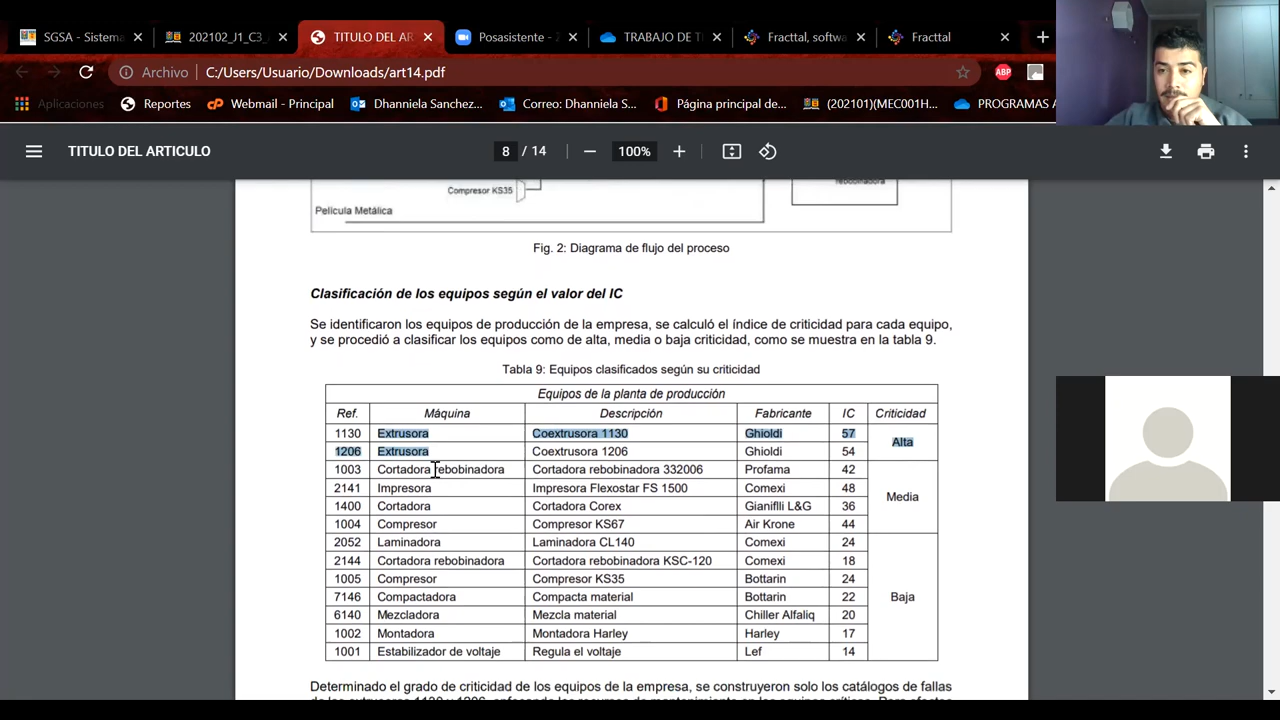 SGSA - Sistema
202102_J1_C3_
TITULO DEL AR
Posasistente - 2
TRABAJO DE T
Fracttal, softwa
Fracttal
Archivo C:/Users/Usuario/Downloads/art14.pdf
ABP
Aplicaciones
Reportes
Webmail - Principal
Dhanniela Sanchez...
Correo: Dhanniela S...
Página principal de...
(202101)(MEC001H...
PROGRAMAS A
TITULO DEL ARTICULO
8 / 14
100%
Compresor KS35
rebobinadora
Película Metálica
Fig. 2: Diagrama de flujo del proceso
Clasificación de los equipos según el valor del IC
Se identificaron los equipos de producción de la empresa, se calculó el índice de criticidad para cada equipo,
y se procedió a clasificar los equipos como de alta, media o baja criticidad, como se muestra en la tabla 9.
Tabla 9: Equipos clasificados según su criticidad
Equipos de la planta de producción
Ref. Máquina Descripción Fabricante IC Criticidad
1130 Extrusora Coextrusora 1130 Ghioldi 57
Alta
1206 Extrusora Coextrusora 1206 Ghioldi 54
1003 Cortadora rebobinadora Cortadora rebobinadora 332006 Profama 42
2141 Impresora Impresora Flexostar FS 1500 Comexi 48
Media
1400 Cortadora Cortadora Corex Gianiflli L&G 36
1004 Compresor Compresor KS67 Air Krone 44
2052 Laminadora Laminadora CL140 Comexi 24
2144 Cortadora rebobinadora Cortadora rebobinadora KSC-120 Comexi 18
1005 Compresor Compresor KS35 Bottarin 24
7146 Compactadora Compacta material Bottarin 22
Baja
6140 Mezcladora Mezcla material Chiller Alfaliq 20
1002 Montadora Montadora Harley Harley 17
1001 Estabilizador de voltaje Regula el voltaje Lef 14
Determinado el grado de criticidad de los equipos de la empresa, se construyeron solo los catálogos de fallas